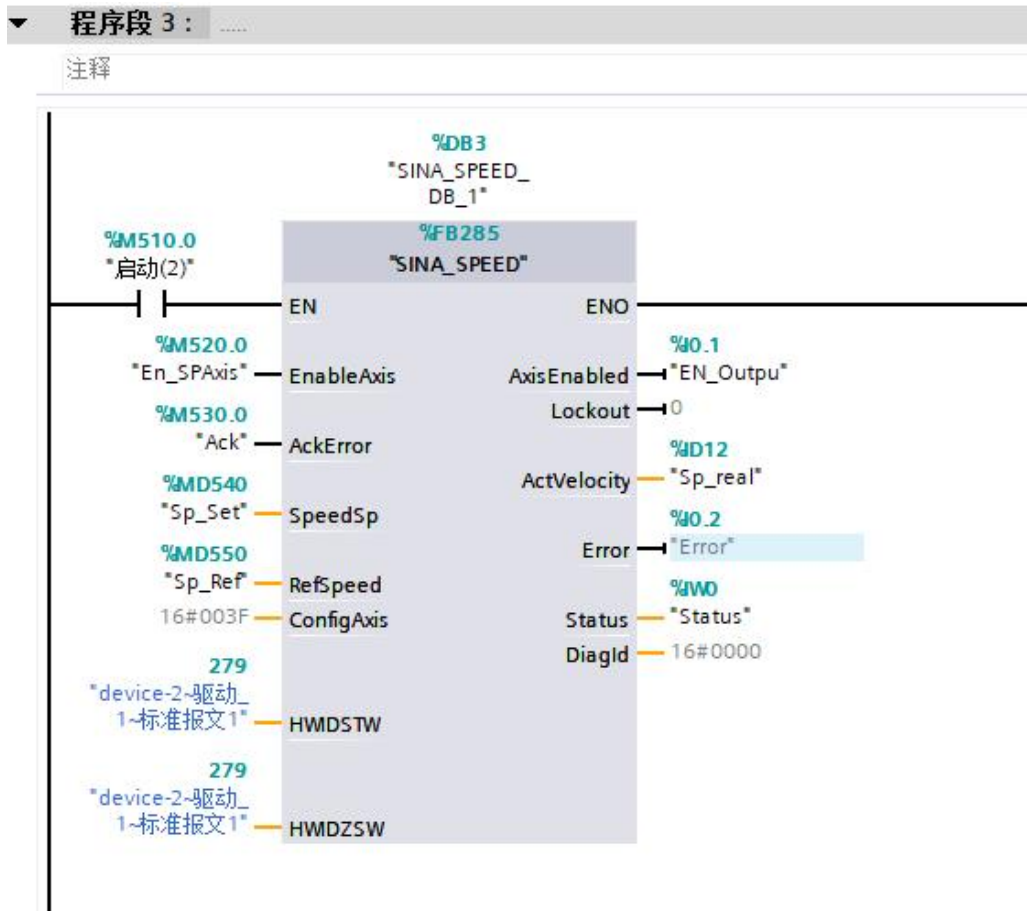 程序段 3： .....
注释
%DB3
"SINA_SPEED_
DB_1"
%FB285
"SINA_SPEED"
%M510.0
"启动(2)"
EN
ENO
%M520.0
"En_SPAxis"
EnableAxis
AxisEnabled
%I0.1
"EN_Outpu"
Lockout
0
%M530.0
"Ack"
AckError
ActVelocity
%ID12
"Sp_real"
%MD540
"Sp_Set"
SpeedSp
Error
%I0.2
"Error"
%MD550
"Sp_Ref"
RefSpeed
16#003F
ConfigAxis
Status
%IW0
"Status"
DiagId
16#0000
279
"device-2~驱动_
1~标准报文1"
HWIDSTW
279
"device-2~驱动_
1~标准报文1"
HWIDZSW